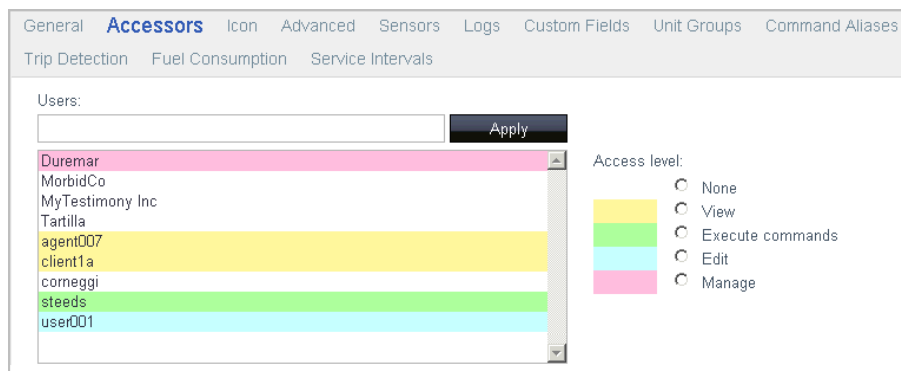 General Accessors Icon Advanced Sensors Logs Custom Fields Unit Groups Command Aliases
Trip Detection Fuel Consumption Service Intervals
Users:
Apply
Duremar
MorbidCo
MyTestimony Inc
Tartilla
agent007
client1a
corneggi
steeds
user001
Access level:
None
View
Execute commands
Edit
Manage